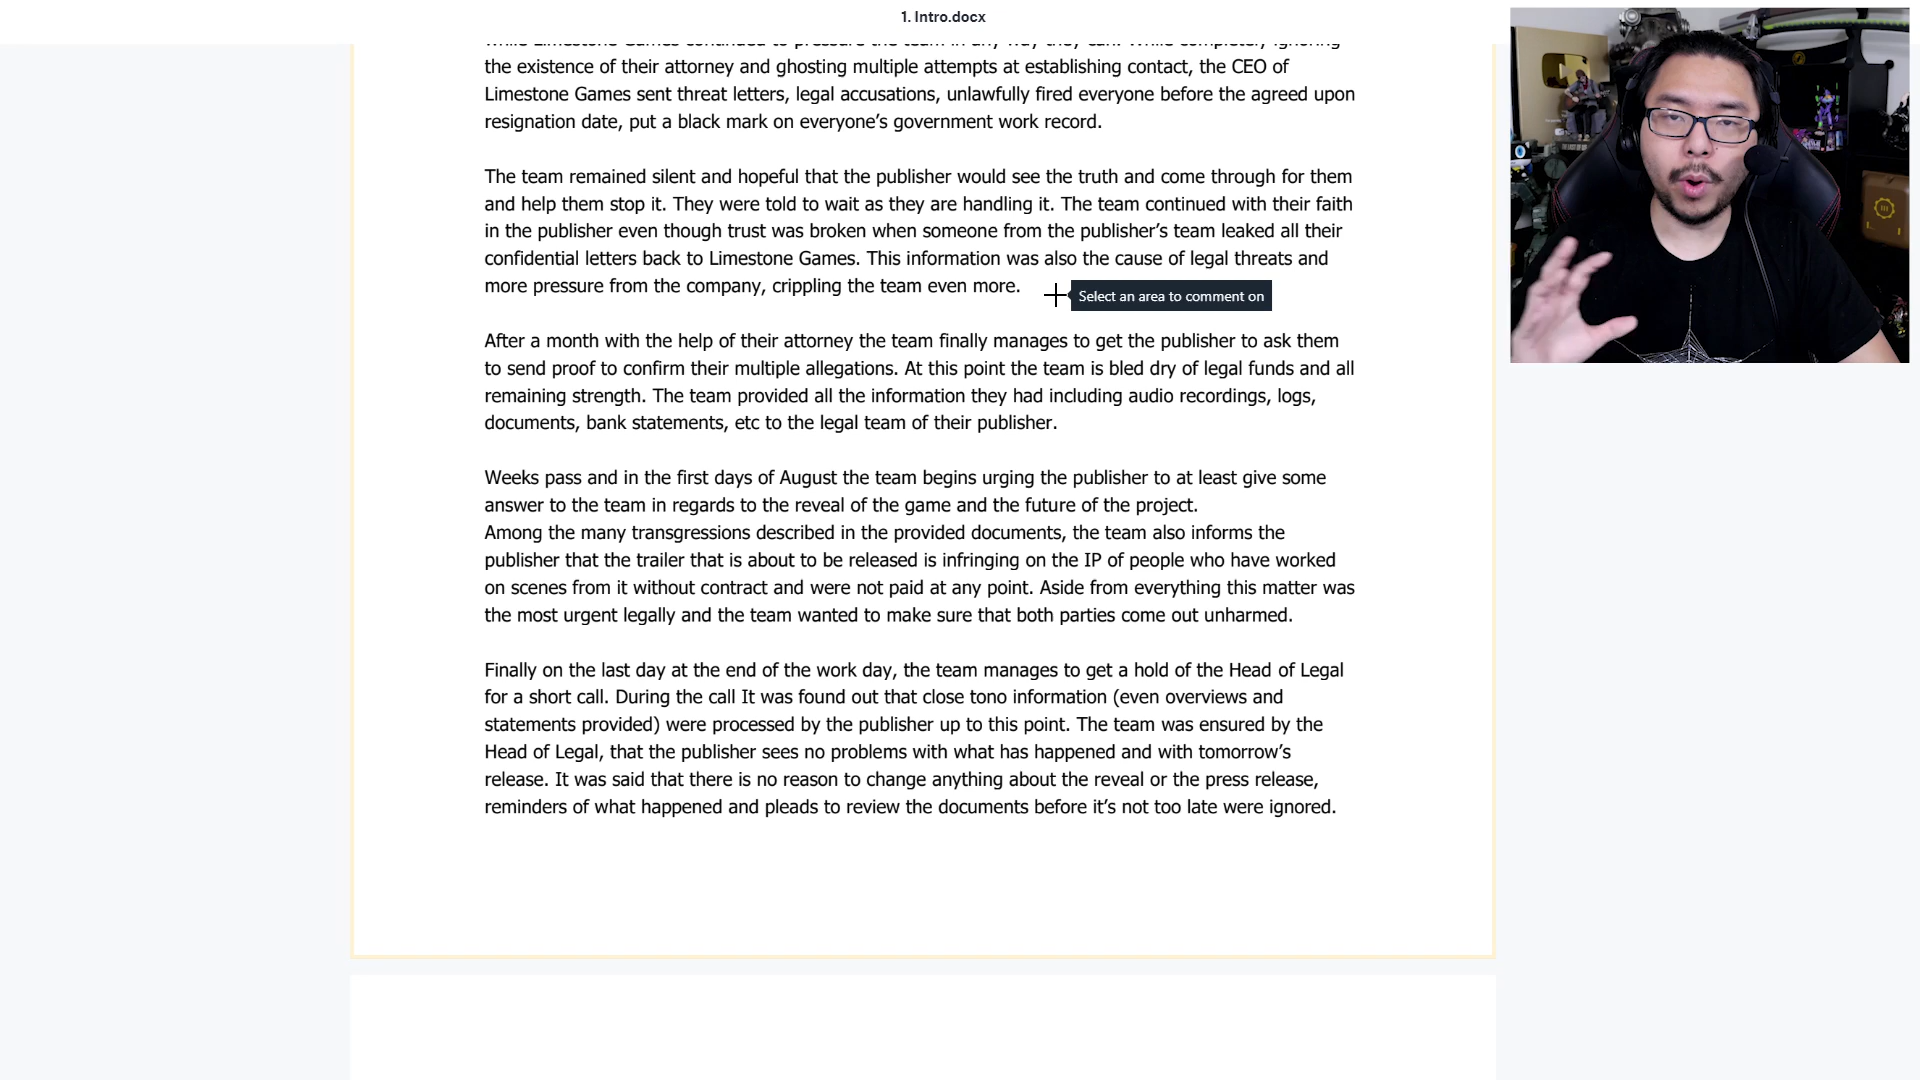 1. Intro.docx
while Limestone Games continued to pressure the team in any way they can. While completely ignoring
the existence of their attorney and ghosting multiple attempts at establishing contact, the CEO of
Limestone Games sent threat letters, legal accusations, unlawfully fired everyone before the agreed upon
resignation date, put a black mark on everyone’s government work record.
The team remained silent and hopeful that the publisher would see the truth and come through for them
and help them stop it. They were told to wait as they are handling it. The team continued with their faith
in the publisher even though trust was broken when someone from the publisher’s team leaked all their
confidential letters back to Limestone Games. This information was also the cause of legal threats and
more pressure from the company, crippling the team even more.
Select an area to comment on
After a month with the help of their attorney the team finally manages to get the publisher to ask them
to send proof to confirm their multiple allegations. At this point the team is bled dry of legal funds and all
remaining strength. The team provided all the information they had including audio recordings, logs,
documents, bank statements, etc to the legal team of their publisher.
Weeks pass and in the first days of August the team begins urging the publisher to at least give some
answer to the team in regards to the reveal of the game and the future of the project.
Among the many transgressions described in the provided documents, the team also informs the
publisher that the trailer that is about to be released is infringing on the IP of people who have worked
on scenes from it without contract and were not paid at any point. Aside from everything this matter was
the most urgent legally and the team wanted to make sure that both parties come out unharmed.
Finally on the last day at the end of the work day, the team manages to get a hold of the Head of Legal
for a short call. During the call It was found out that close tono information (even overviews and
statements provided) were processed by the publisher up to this point. The team was ensured by the
Head of Legal, that the publisher sees no problems with what has happened and with tomorrow’s
release. It was said that there is no reason to change anything about the reveal or the press release,
reminders of what happened and pleads to review the documents before it’s not too late were ignored.